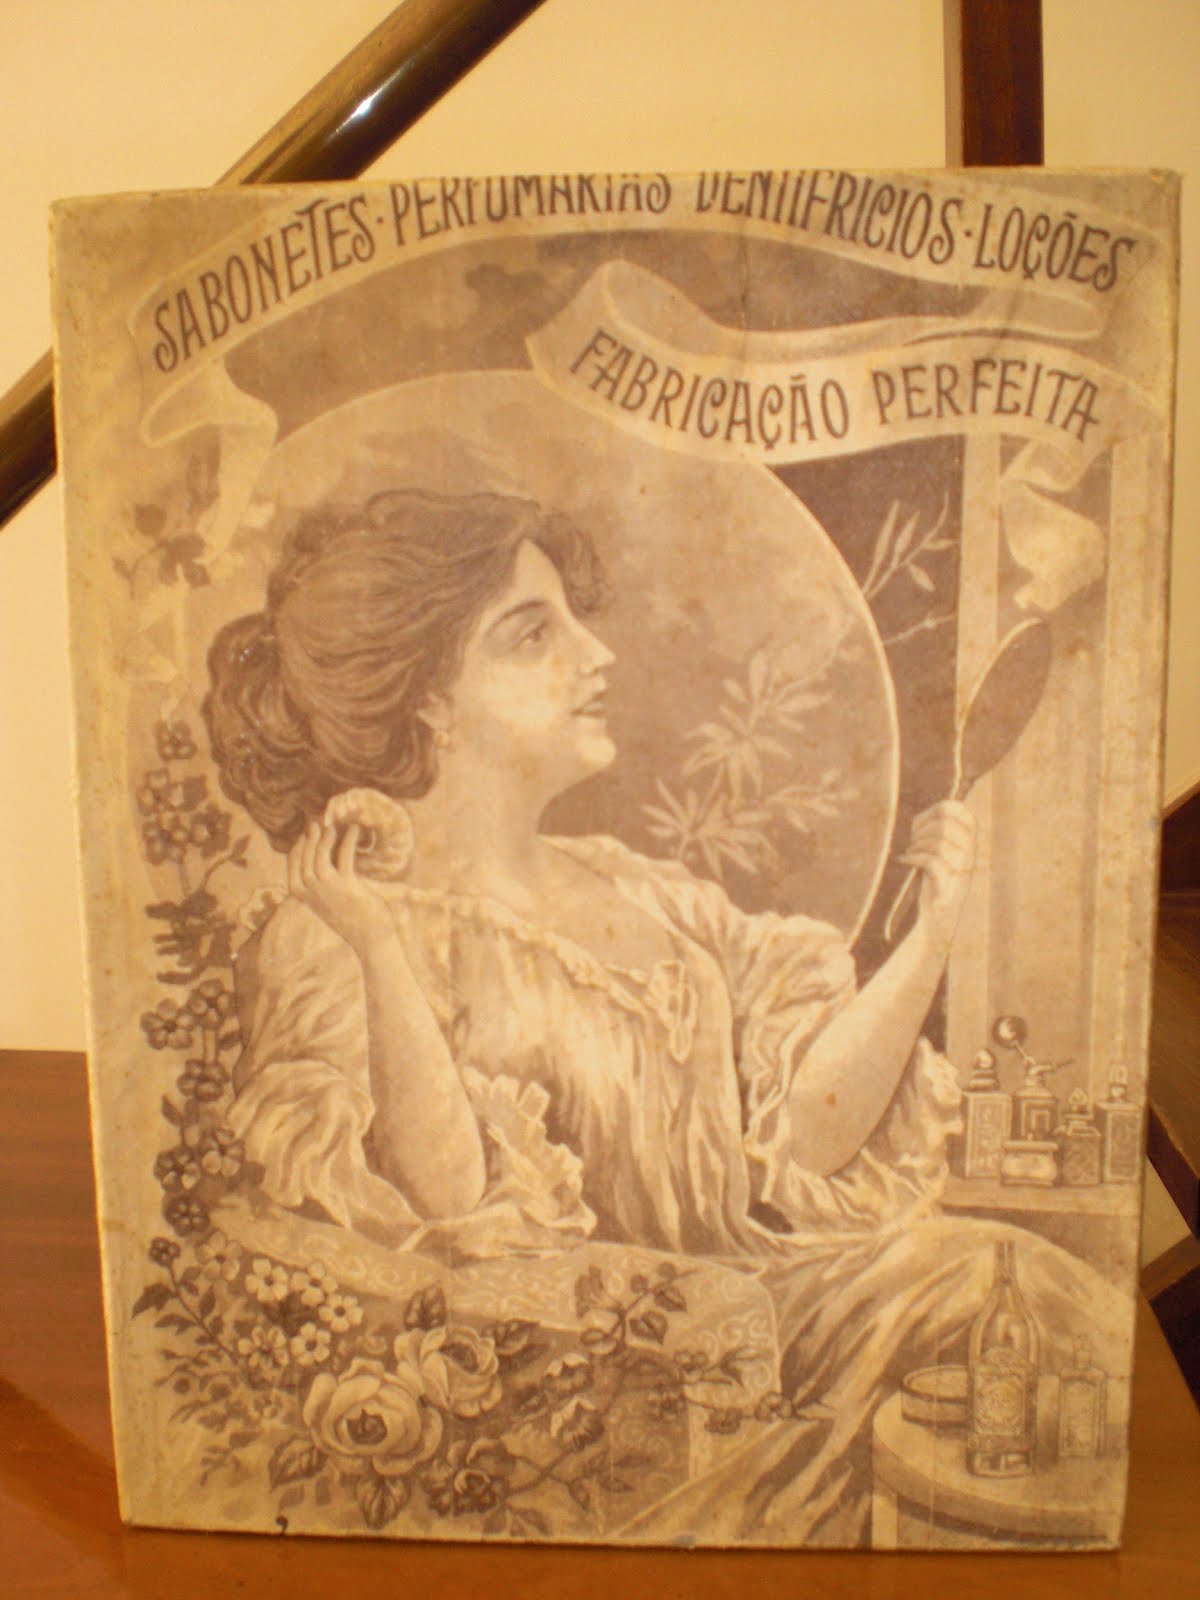 SABONETES · PERFUMARIAS DENTIFRICIOS · LOÇÕES
FABRICAÇÃO PERFEITA